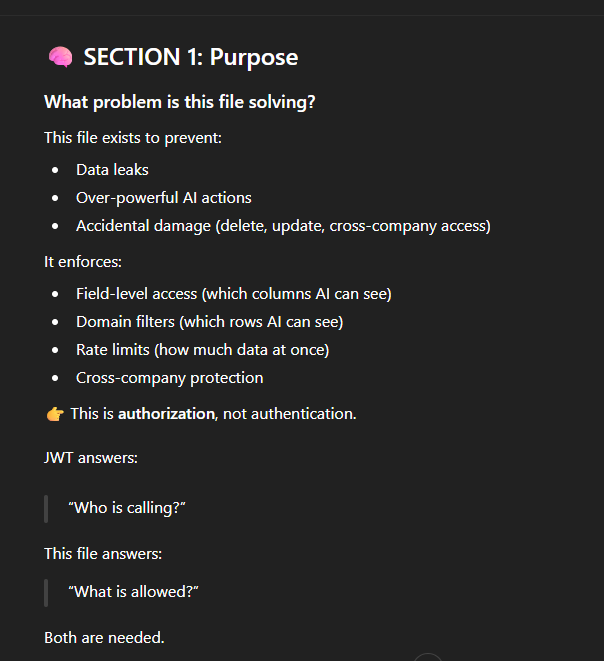 🧠 SECTION 1: Purpose
What problem is this file solving?
This file exists to prevent:
• Data leaks
• Over-powerful AI actions
• Accidental damage (delete, update, cross-company access)
It enforces:
• Field-level access (which columns AI can see)
• Domain filters (which rows AI can see)
• Rate limits (how much data at once)
• Cross-company protection
👉 This is authorization, not authentication.
JWT answers:
“Who is calling?”
This file answers:
“What is allowed?”
Both are needed.